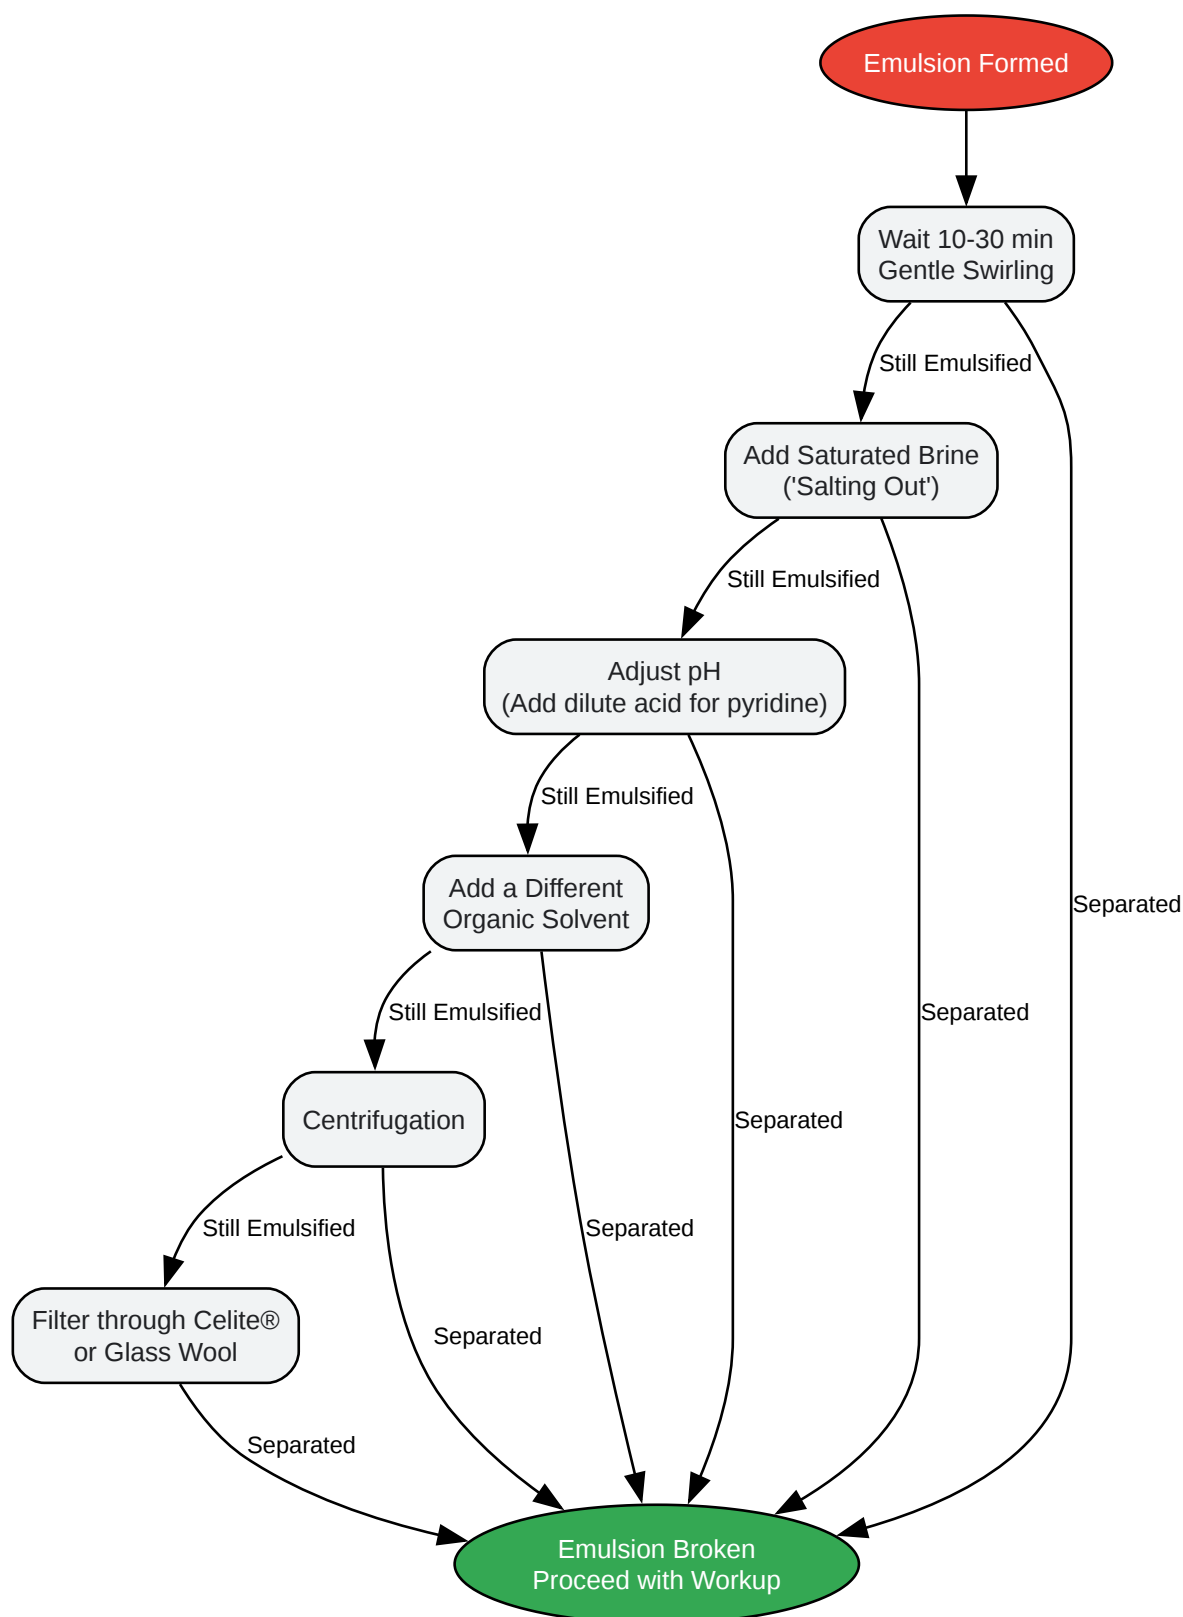 Emulsion Formed
Wait 10-30 min
Gentle Swirling
Still Emulsified
Add Saturated Brine
('Salting Out')
Still Emulsified
Adjust pH
(Add dilute acid for pyridine)
Still Emulsified
Add a Different
Organic Solvent
Separated
Still Emulsified
Separated
Centrifugation
Separated
Still Emulsified
Separated
Filter through Celite®
or Glass Wool
Separated
Separated
Emulsion Broken
Proceed with Workup